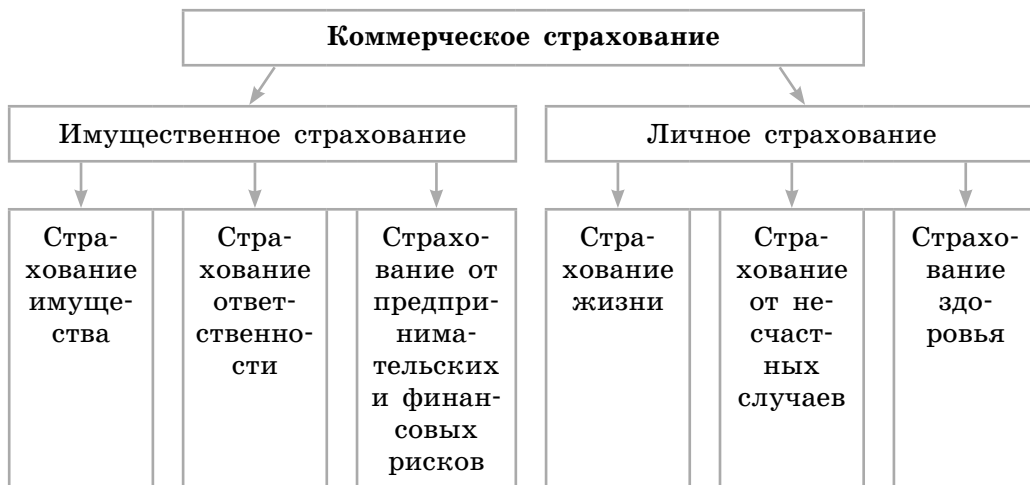 Коммерческое страхование
Имущественное страхование
Личное страхование
Стра-
хование
имуще-
ства
Стра-
хование
ответ-
ственно-
сти
Страхо-
вание от
предпри-
нима-
тельских
и финан-
совых
рисков
Стра-
хование
жизни
Стра-
хование
от не-
счаст-
ных
случаев
Страхо-
вание
здо-
ровья